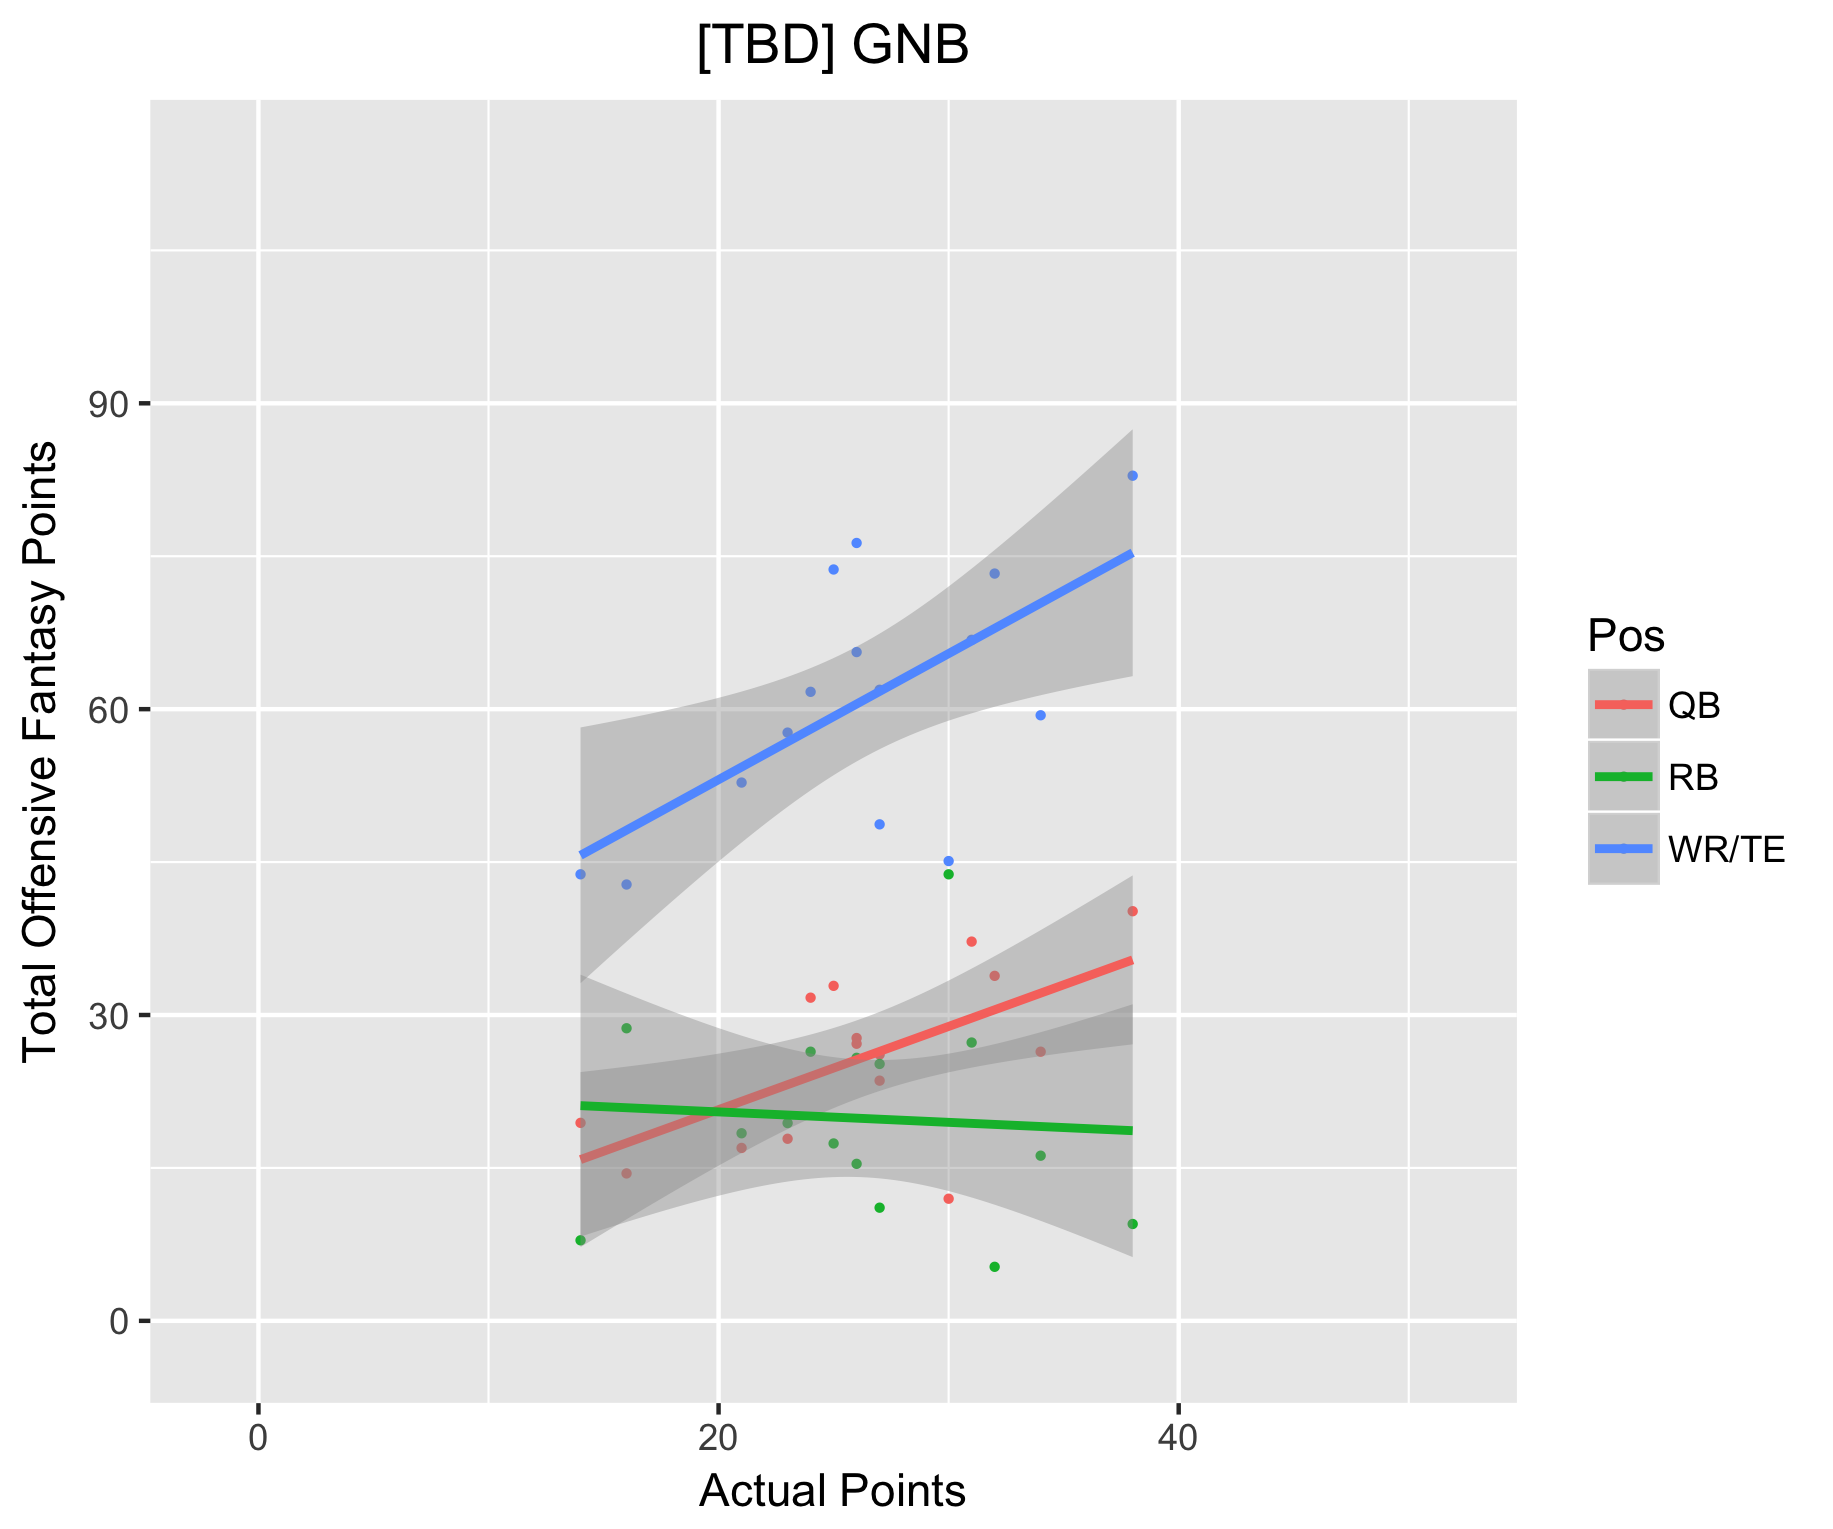 [TBD] GNB
Total Offensive Fantasy Points
90
60
30
0
0
20
40
Actual Points
Pos
QB
RB
WR/TE